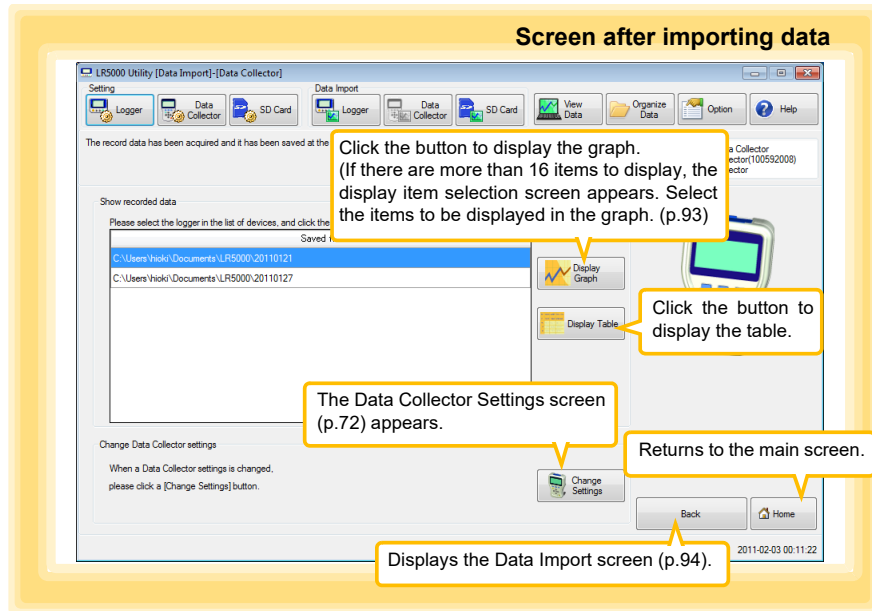 Screen after importing data
LR5000 Utility [Data Import]-[Data Collector]
Setting
Data Import
Logger
Data
Collector
SD Card
Logger
Data
Collector
SD Card
View
Data
Organize
Data
Option
Help
The record data has been acquired and it has been saved at the
Click the button to display the graph.
(If there are more than 16 items to display, the
display item selection screen appears. Select
the items to be displayed in the graph. (p.93)
a Collector
ector(100592008)
ector
Show recorded data
Please select the logger in the list of devices, and click the
Saved
C:\Users\hioki\Documents\LR5000\20110121
C:\Users\hioki\Documents\LR5000\20110127
Display
Graph
Display Table
Click the button to
display the table.
The Data Collector Settings screen
(p.72) appears.
Change Data Collector settings
When a Data Collector settings is changed,
please click a [Change Settings] button.
Change
Settings
Returns to the main screen.
Back
Home
Displays the Data Import screen (p.94).
2011-02-03 00:11:22